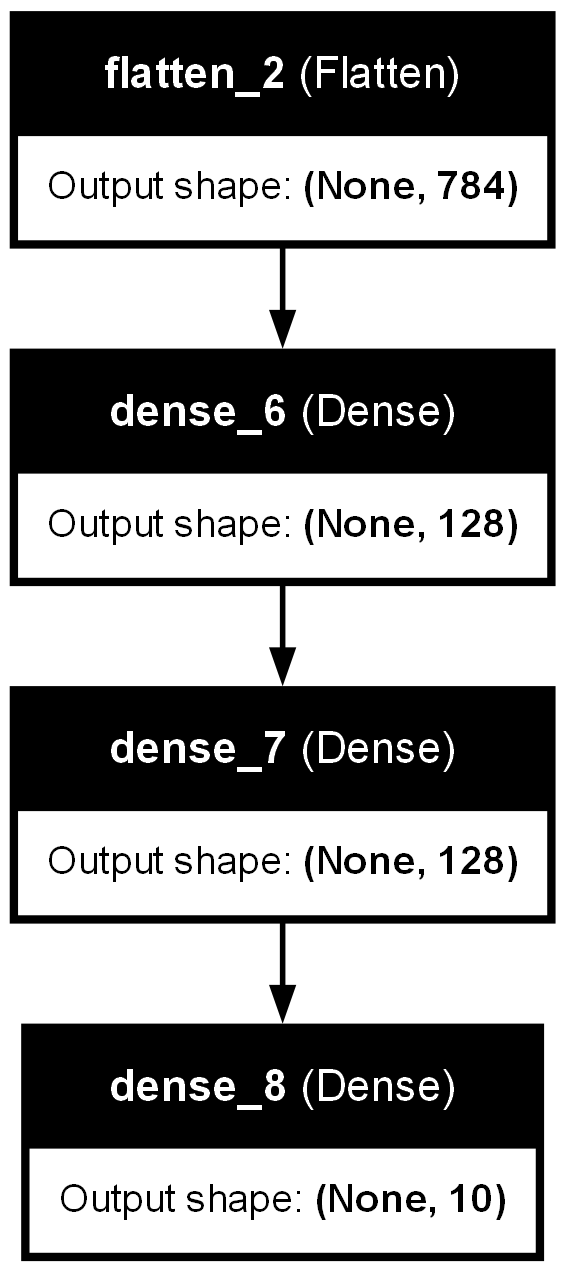 flatten_2 (Flatten)
Output shape: (None, 784)
dense_6 (Dense)
Output shape: (None, 128)
dense_7 (Dense)
Output shape: (None, 128)
dense_8 (Dense)
Output shape: (None, 10)